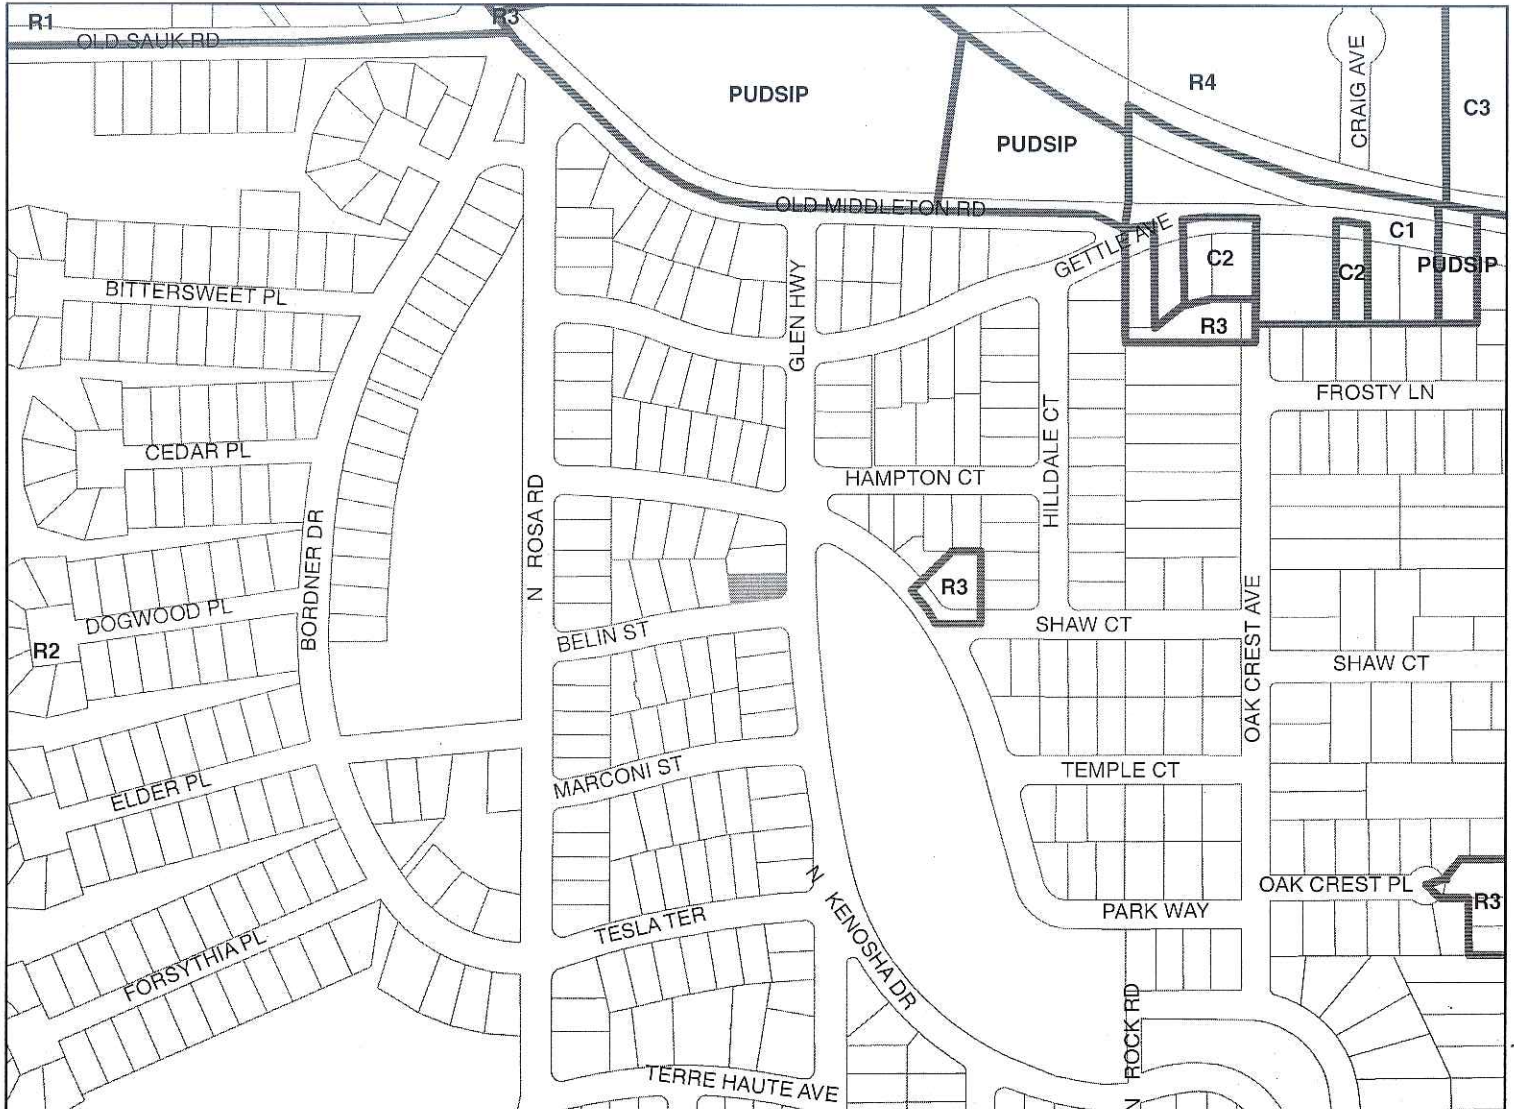 R1
R3
OLD SAUK RD
PUDSIP
R4
CRAIG AVE
C3
PUDSIP
OLD MIDDLETON RD
GETTLE AVE
C1
C2
C2
PUDSIP
BITTERSWEET PL
GLEN HWY
R3
FROSTY LN
CEDAR PL
HAMPTON CT
HILLDALE CT
N ROSA RD
BORDNER DR
R3
DOGWOOD PL
BELIN ST
SHAW CT
OAK CREST AVE
R2
SHAW CT
MARCONI ST
TEMPLE CT
ELDER PL
OAK CREST PL
R3
N KENOSHA DR
PARK WAY
TESLA TER
FORSYTHIA PL
N ROCK RD
TERRE HAUTE AVE